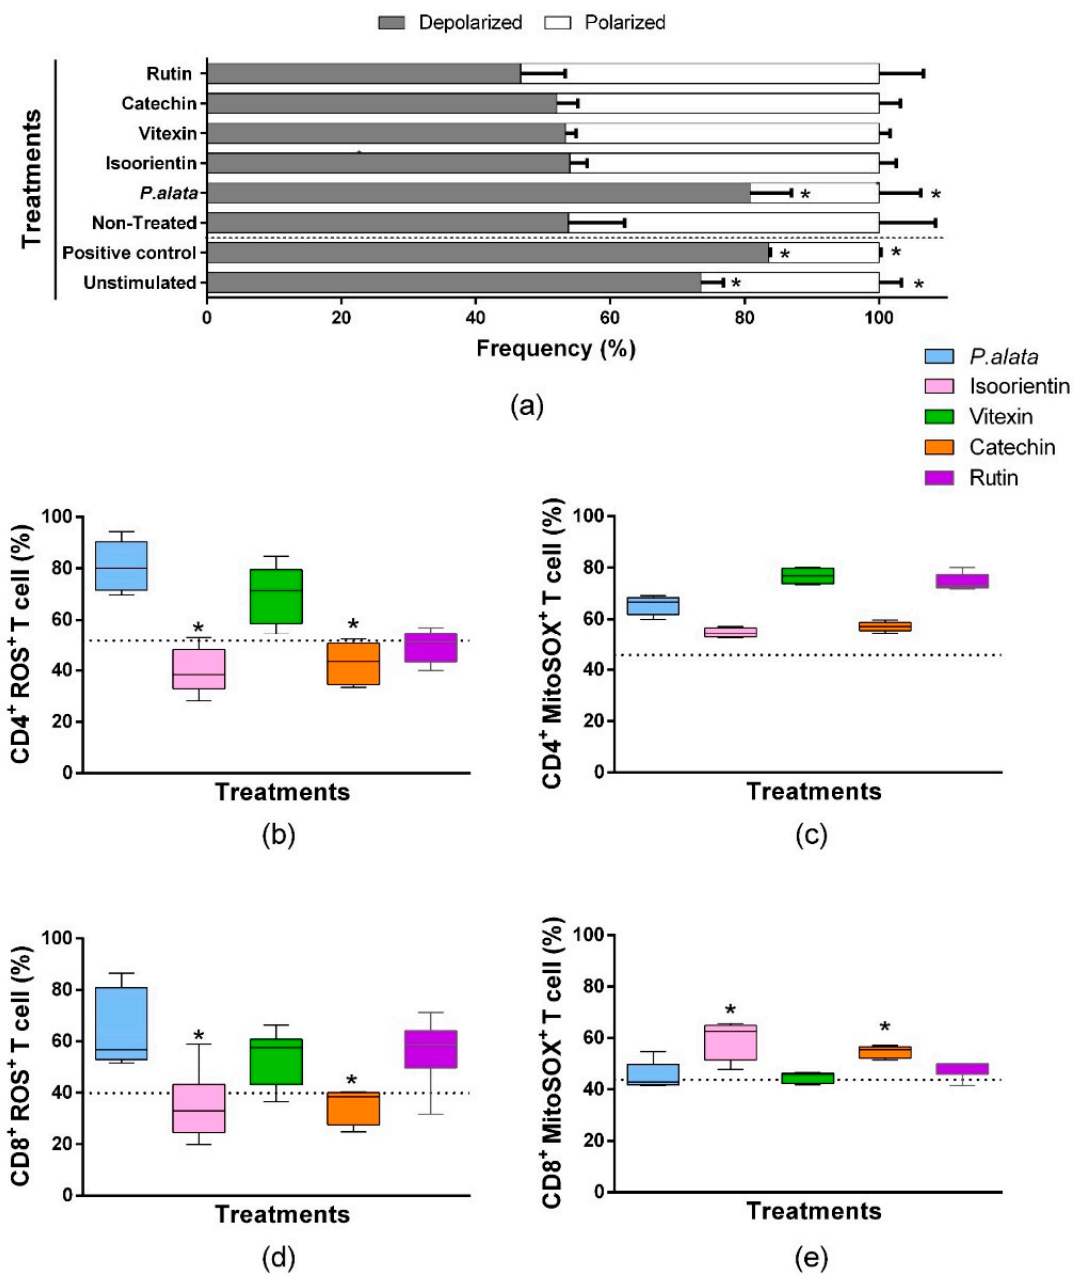 Depolarized Polarized
Treatments
Rutin
Catechin
Vitexin
Isoorientin
P.alata * *
Non-Treated
Positive control * *
Unstimulated * *
0 20 40 60 80 100
Frequency (%)
(a)
P.alata
Isoorientin
Vitexin
Catechin
Rutin
CD4+ ROS+ T cell (%)
100
80
60
40
20
0
* *
Treatments
(b)
CD4+ MitoSOX+ T cell (%)
100
80
60
40
20
0
Treatments
(c)
CD8+ ROS+ T cell (%)
100
80
60
40
20
0
* *
Treatments
(d)
CD8+ MitoSOX+ T cell (%)
100
80
60
40
20
0
* *
Treatments
(e)